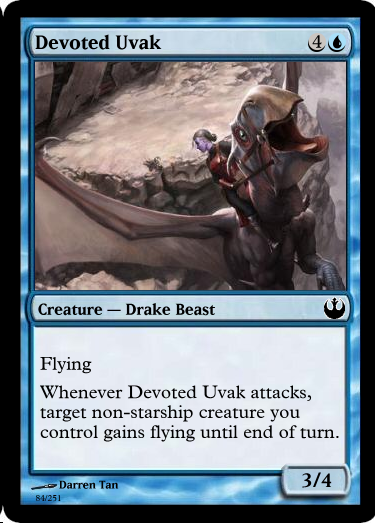 Devoted Uvak 4
Creature — Drake Beast
Flying
Whenever Devoted Uvak attacks,
target non-starship creature you
control gains flying until end of turn.
3/4
Darren Tan
84/251